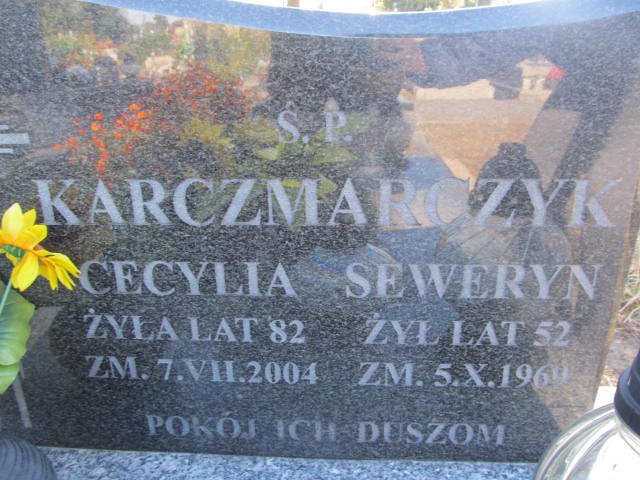 Ś. P.
KARCZMARCZYK
CECYLIA SEWERYN
ŻYŁA LAT 82 ŻYŁ LAT 52
ZM. 7.VII.2004 ZM. 5.X.1969
POKÓJ ICH DUSZOM